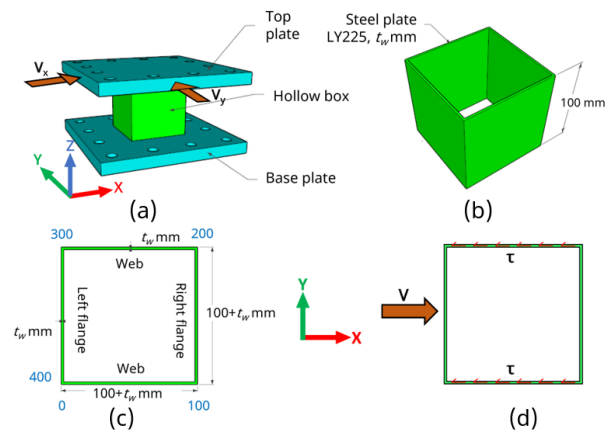 Top
plate
Vx
Vy
Hollow box
Base plate
Z
Y
X
(a)
Steel plate
LY225, tw mm
100 mm
(b)
300
200
tw mm
Web
Left flange
Right flange
tw mm
100+tw mm
Web
400
0
100+tw mm
100
(c)
Y
X
V
τ
τ
(d)